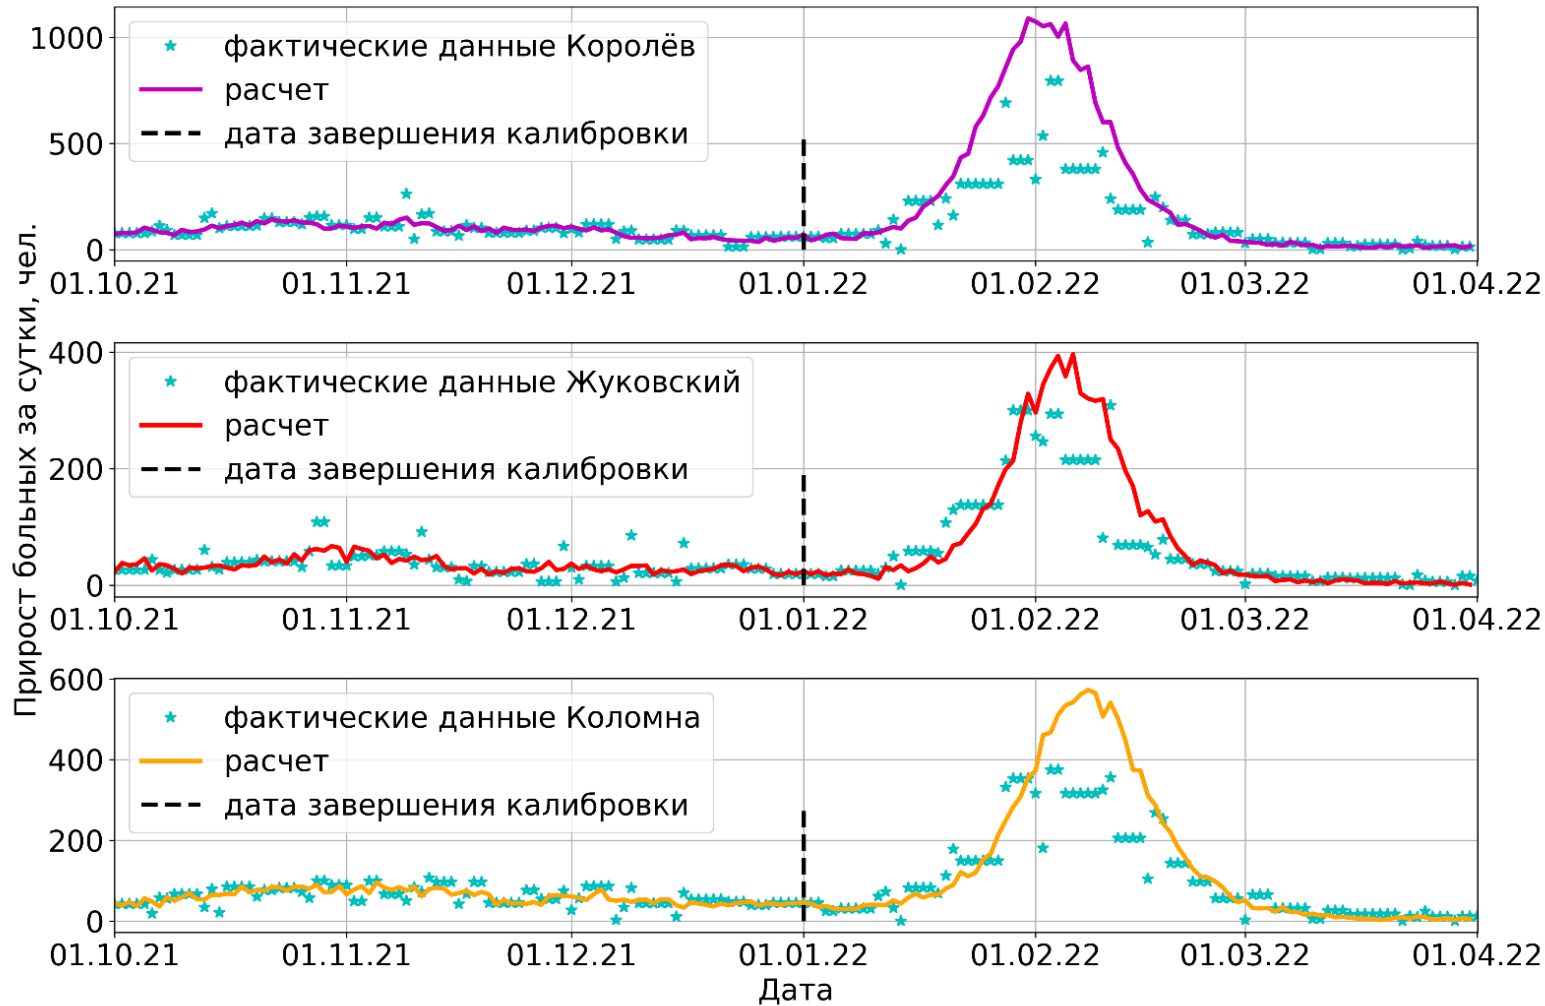 Прирост больных за сутки, чел.
1000
500
0
фактические данные Королёв
расчет
дата завершения калибровки
01.10.21 01.11.21 01.12.21 01.01.22 01.02.22 01.03.22 01.04.22
400
200
0
фактические данные Жуковский
расчет
дата завершения калибровки
01.10.21 01.11.21 01.12.21 01.01.22 01.02.22 01.03.22 01.04.22
600
400
200
0
фактические данные Коломна
расчет
дата завершения калибровки
01.10.21 01.11.21 01.12.21 01.01.22 01.02.22 01.03.22 01.04.22
Дата